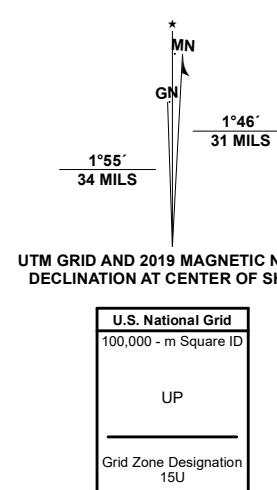 ★
MN
GN
1°46´
31 MILS
1°55´
34 MILS
UTM GRID AND 2019 MAGNETIC N
DECLINATION AT CENTER OF SH
U.S. National Grid
100,000 - m Square ID
UP
Grid Zone Designation
15U